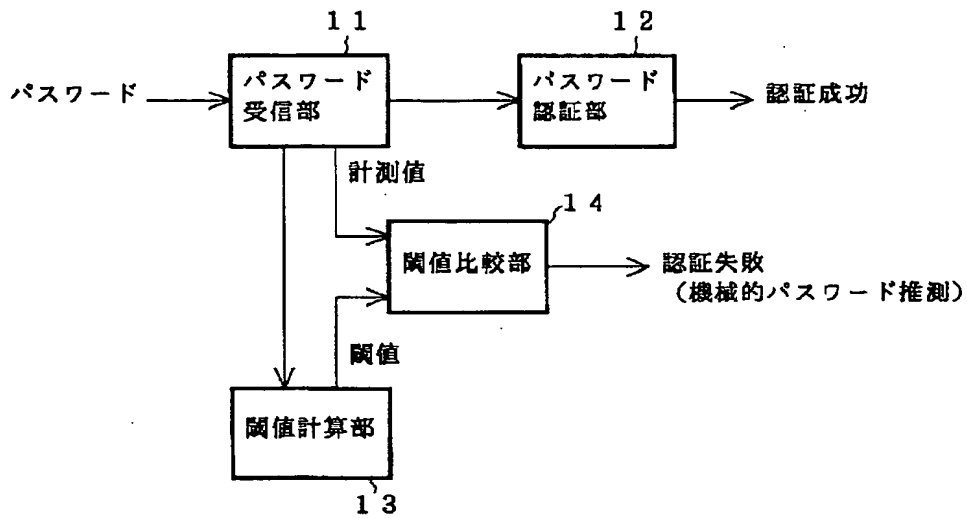 11
12
パスワード
パスワード
受信部
パスワード
認証部
認証成功
計測値
14
閾値比較部
認証失敗
（機械的パスワード推測）
閾値
閾値計算部
13